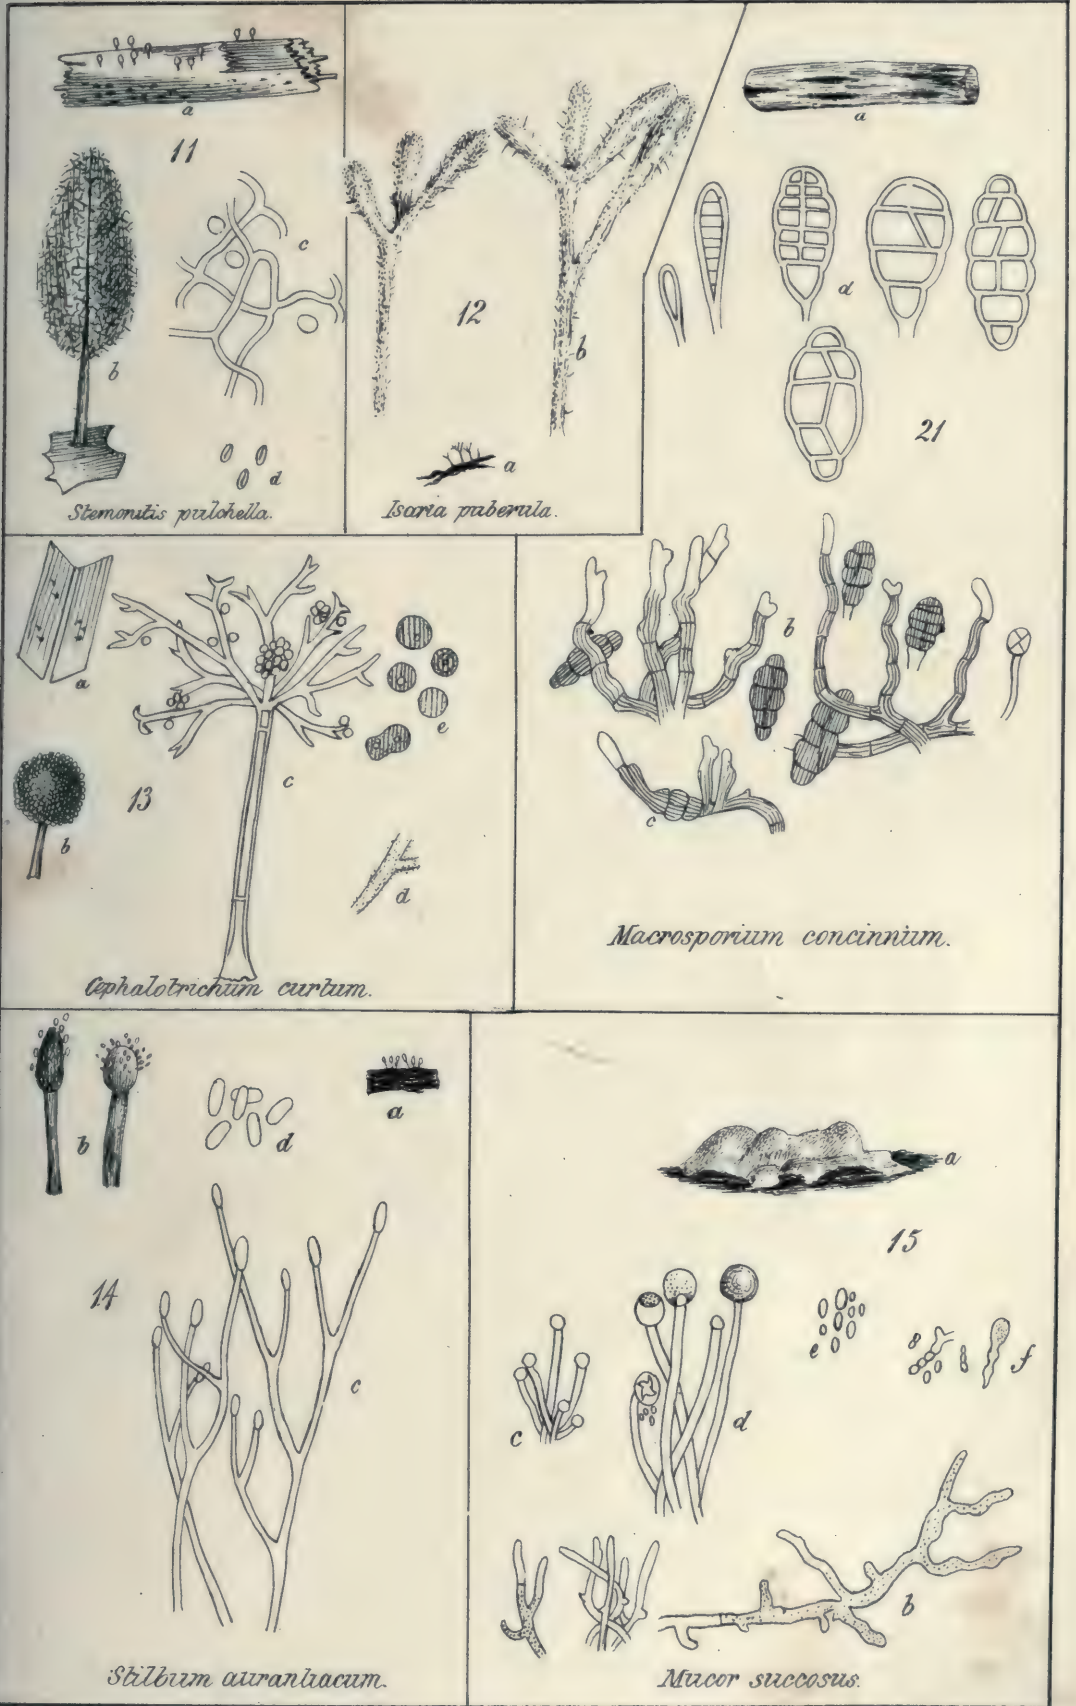 a
11
c
b
d
Stemonitis pulchella.
12
b
a
Isaria puberula.
a
d
21
b
c
Macrosporium concinnum.
a
13
b
c
e
d
Cephalotrichum curtum.
b
d
a
14
c
Stilbum aurantiacum.
a
15
c
d
e
f
b
Mucor succosus.